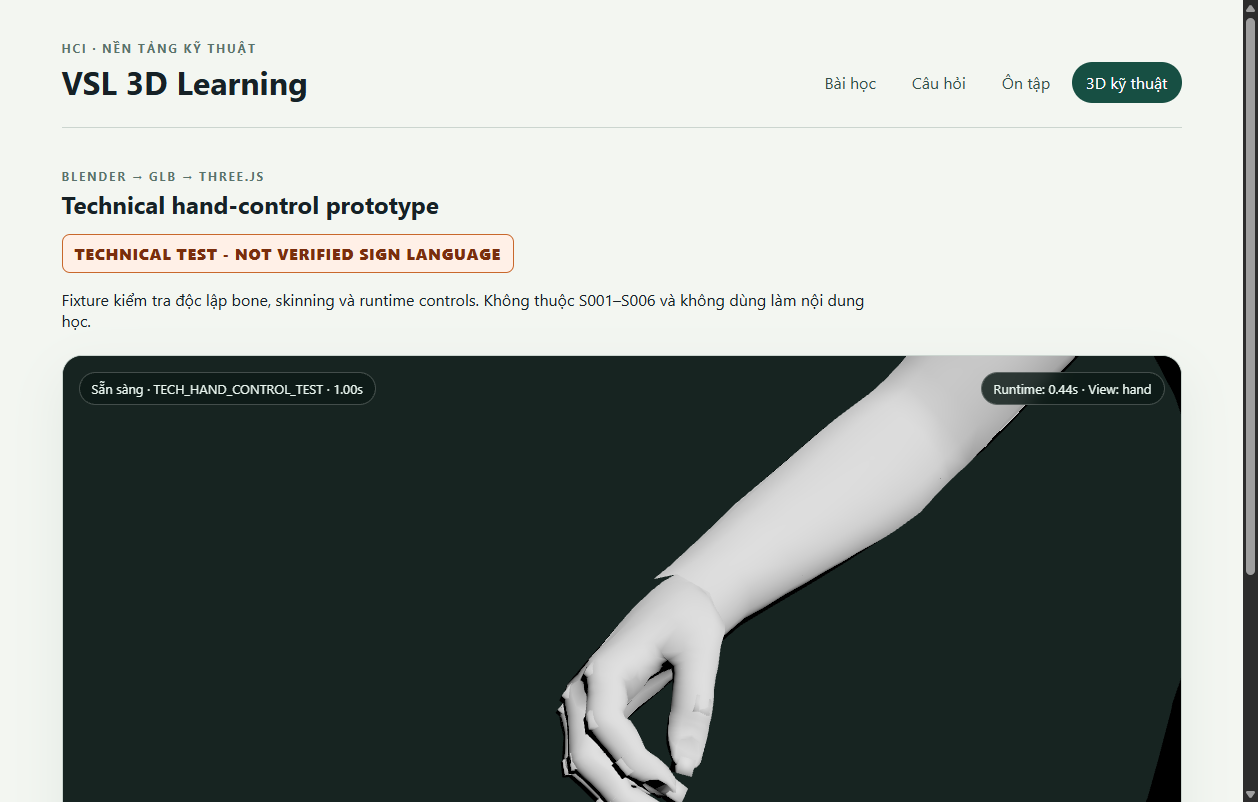 HCI · NỀN TẢNG KỸ THUẬT
VSL 3D Learning
Bài học
Câu hỏi
Ôn tập
3D kỹ thuật
BLENDER → GLB → THREE.JS
Technical hand-control prototype
TECHNICAL TEST - NOT VERIFIED SIGN LANGUAGE
Fixture kiểm tra độc lập bone, skinning và runtime controls. Không thuộc S001–S006 và không dùng làm nội dung
học.
Sẵn sàng · TECH_HAND_CONTROL_TEST · 1.00s
Runtime: 0.44s · View: hand